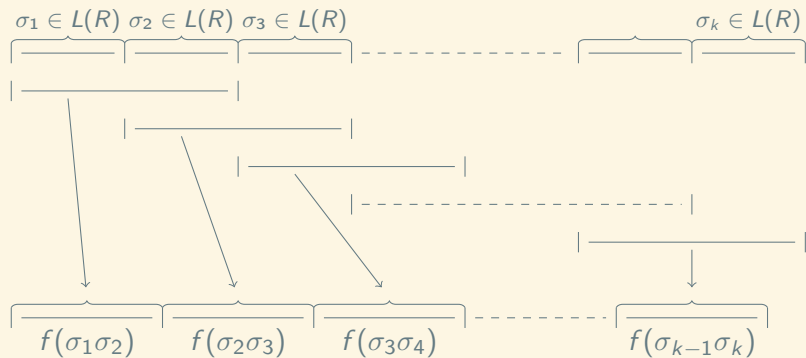 σ₁ ∈ L(R) σ₂ ∈ L(R) σ₃ ∈ L(R) σₖ ∈ L(R)
f(σ₁σ₂) f(σ₂σ₃) f(σ₃σ₄) f(σₖ₋₁σₖ)